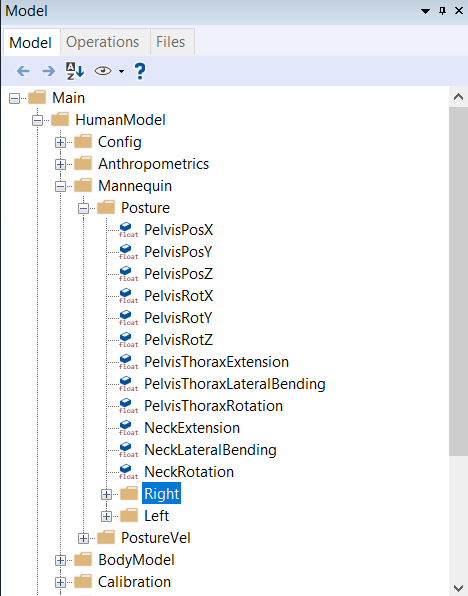 Model
Model Operations Files
A
Z ?
Main
HumanModel
Config
Anthropometrics
Mannequin
Posture
float PelvisPosX
float PelvisPosY
float PelvisPosZ
float PelvisRotX
float PelvisRotY
float PelvisRotZ
float PelvisThoraxExtension
float PelvisThoraxLateralBending
float PelvisThoraxRotation
float NeckExtension
float NeckLateralBending
float NeckRotation
Right
Left
PostureVel
BodyModel
Calibration